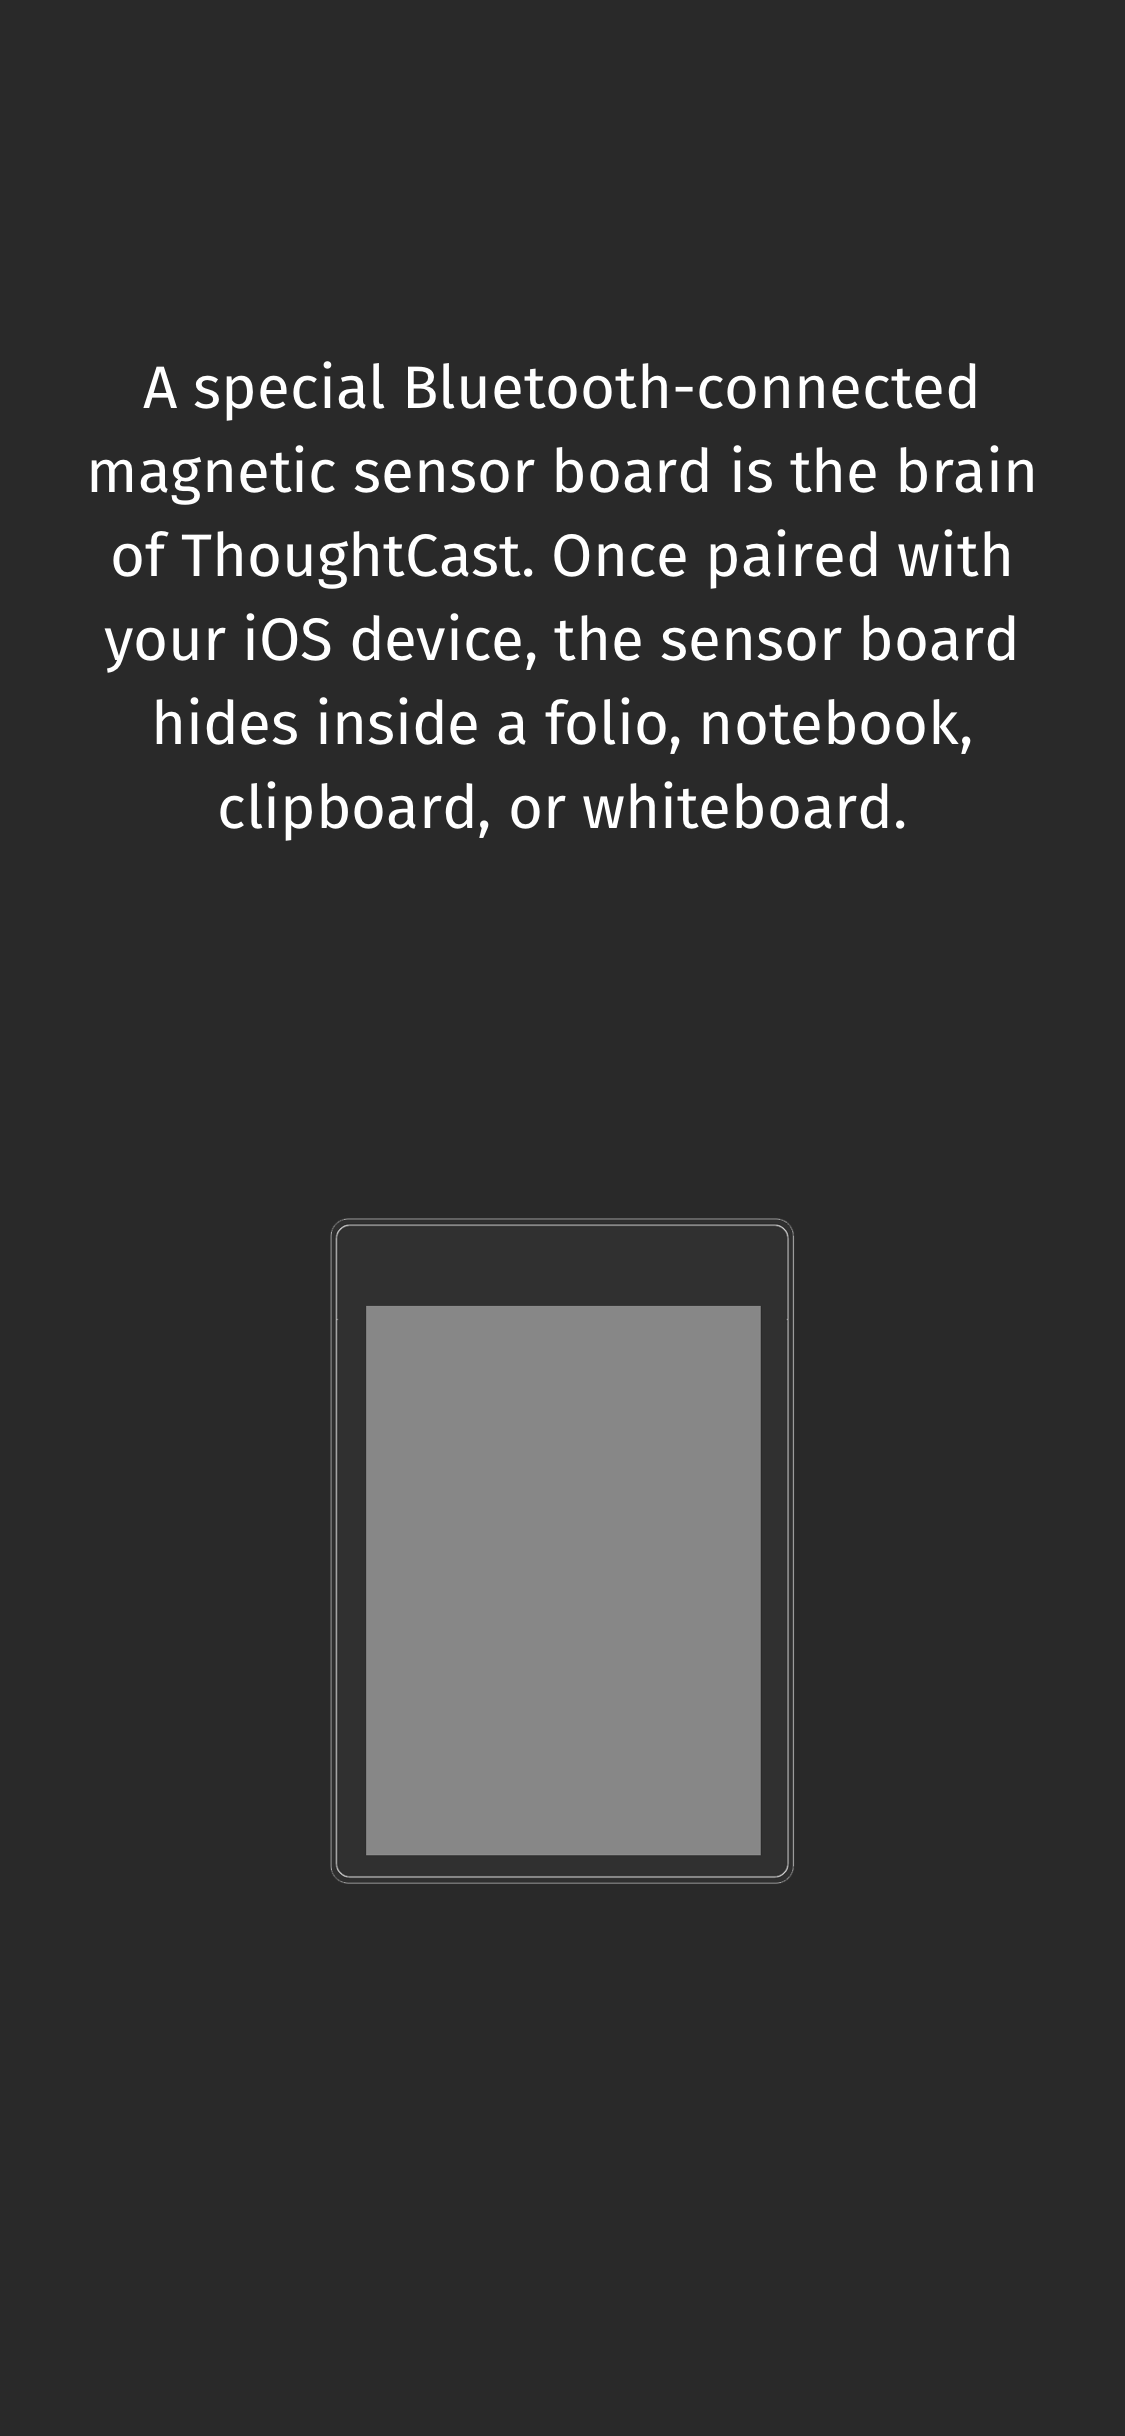 A special Bluetooth-connected
magnetic sensor board is the brain
of ThoughtCast. Once paired with
your iOS device, the sensor board
hides inside a folio, notebook,
clipboard, or whiteboard.